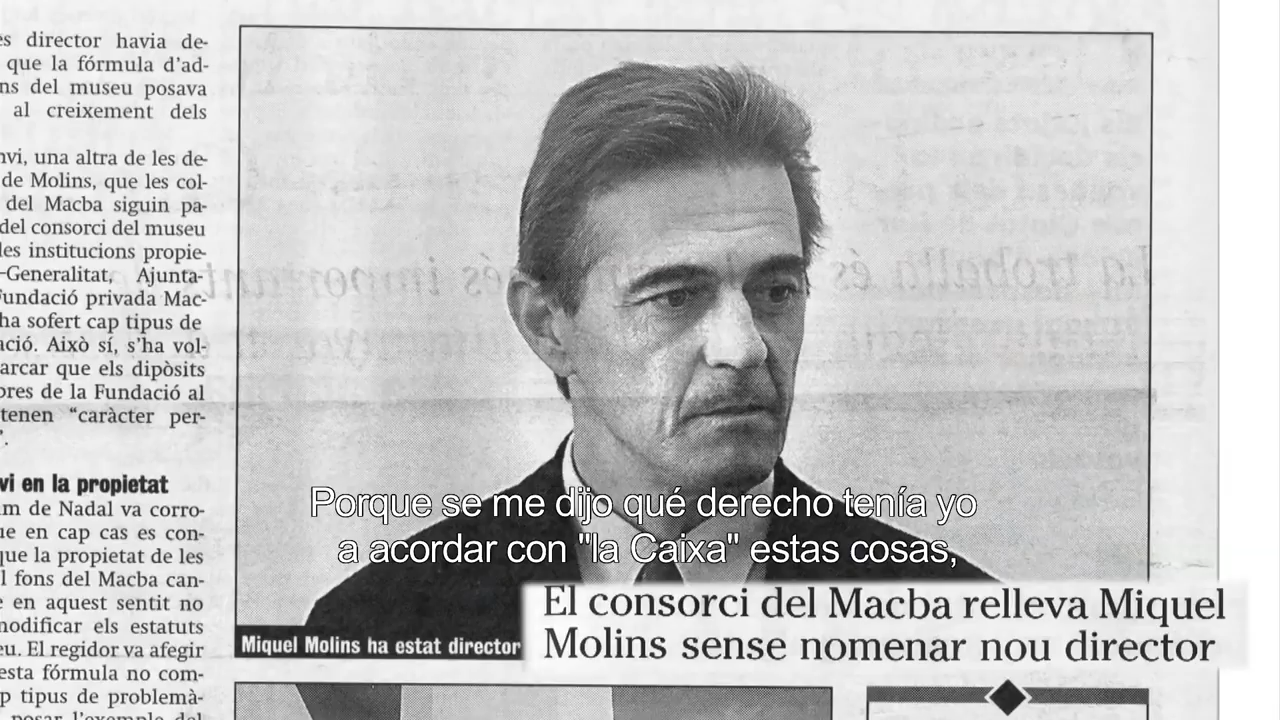 es director havia de-
que la fórmula d'ad-
ns del museu posava
al creixement dels
nvi, una altra de les de-
de Molins, que les col-
del Macba siguin pa-
del consorci del museu
les institucions propie-
—Generalitat, Ajunta-
Fundació privada Mac-
ha sofert cap tipus de
ació. Això sí, s'ha vol-
arcar que els dipòsits
bres de la Fundació al
tenen “caràcter per-
”.
vi en la propietat
im de Nadal va corro-
ue en cap cas es con-
que la propietat de les
l fons del Macba can-
e en aquest sentit no
modificar els estatuts
eu. El regidor va afegir
esta fórmula no com-
p tipus de problemà-
posar l'exemple del
Porque se me dijo qué derecho tenía yo
a acordar con "la Caixa" estas cosas,
Miquel Molins ha estat director
El consorci del Macba relleva Miquel
Molins sense nomenar nou director